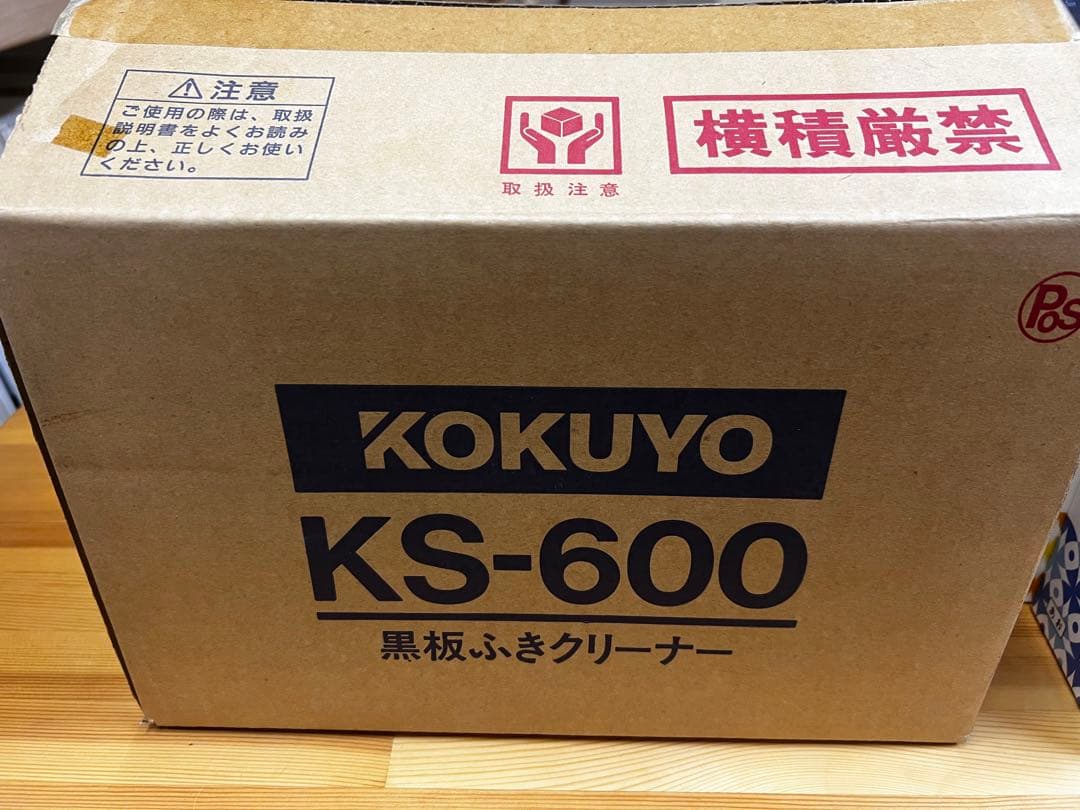 注意
ご使用の際は、取扱
説明書をよくお読み
の上、正しくお使い
ください。
取扱注意
横積厳禁
PoS
KOKUYO
KS-600
黒板ふきクリーナー